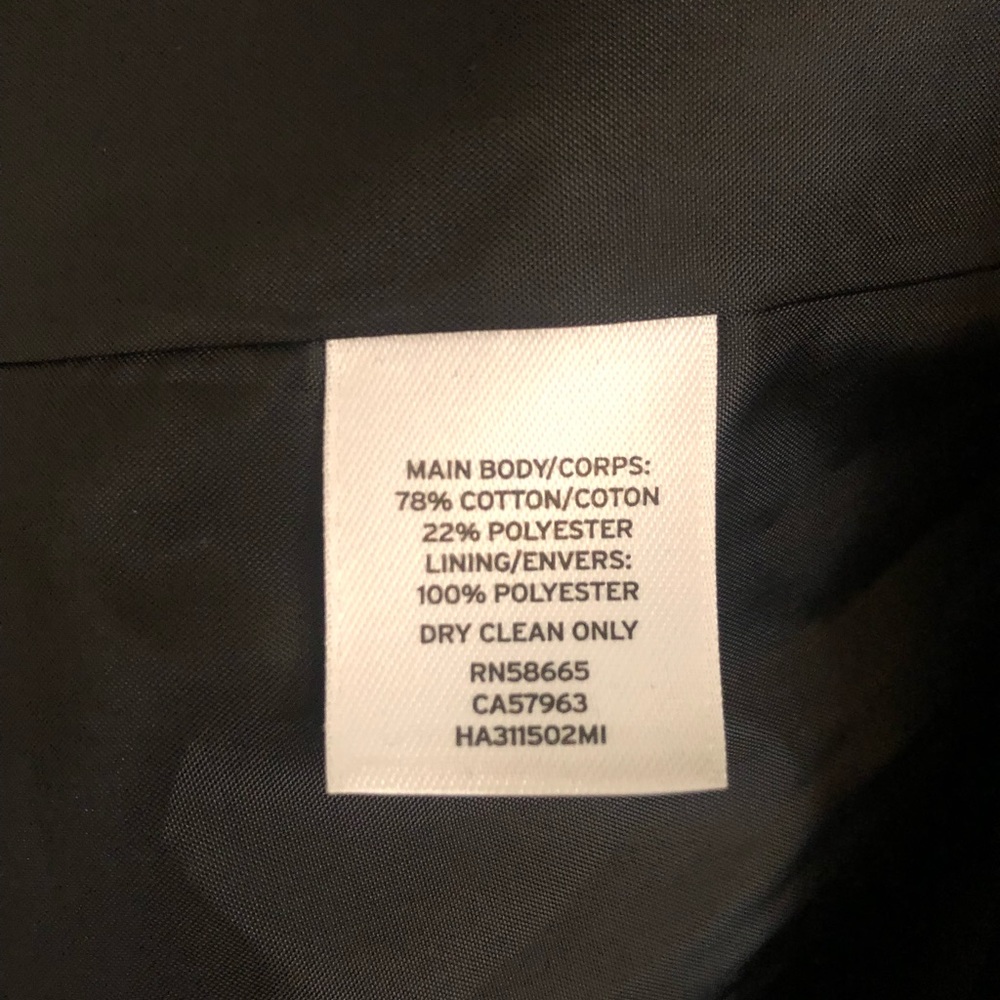 MAIN BODY/CORPS:
78% COTTON/COTON
22% POLYESTER
LINING/ENVERS:
100% POLYESTER
DRY CLEAN ONLY
RN58665
CA57963
HA311502MI